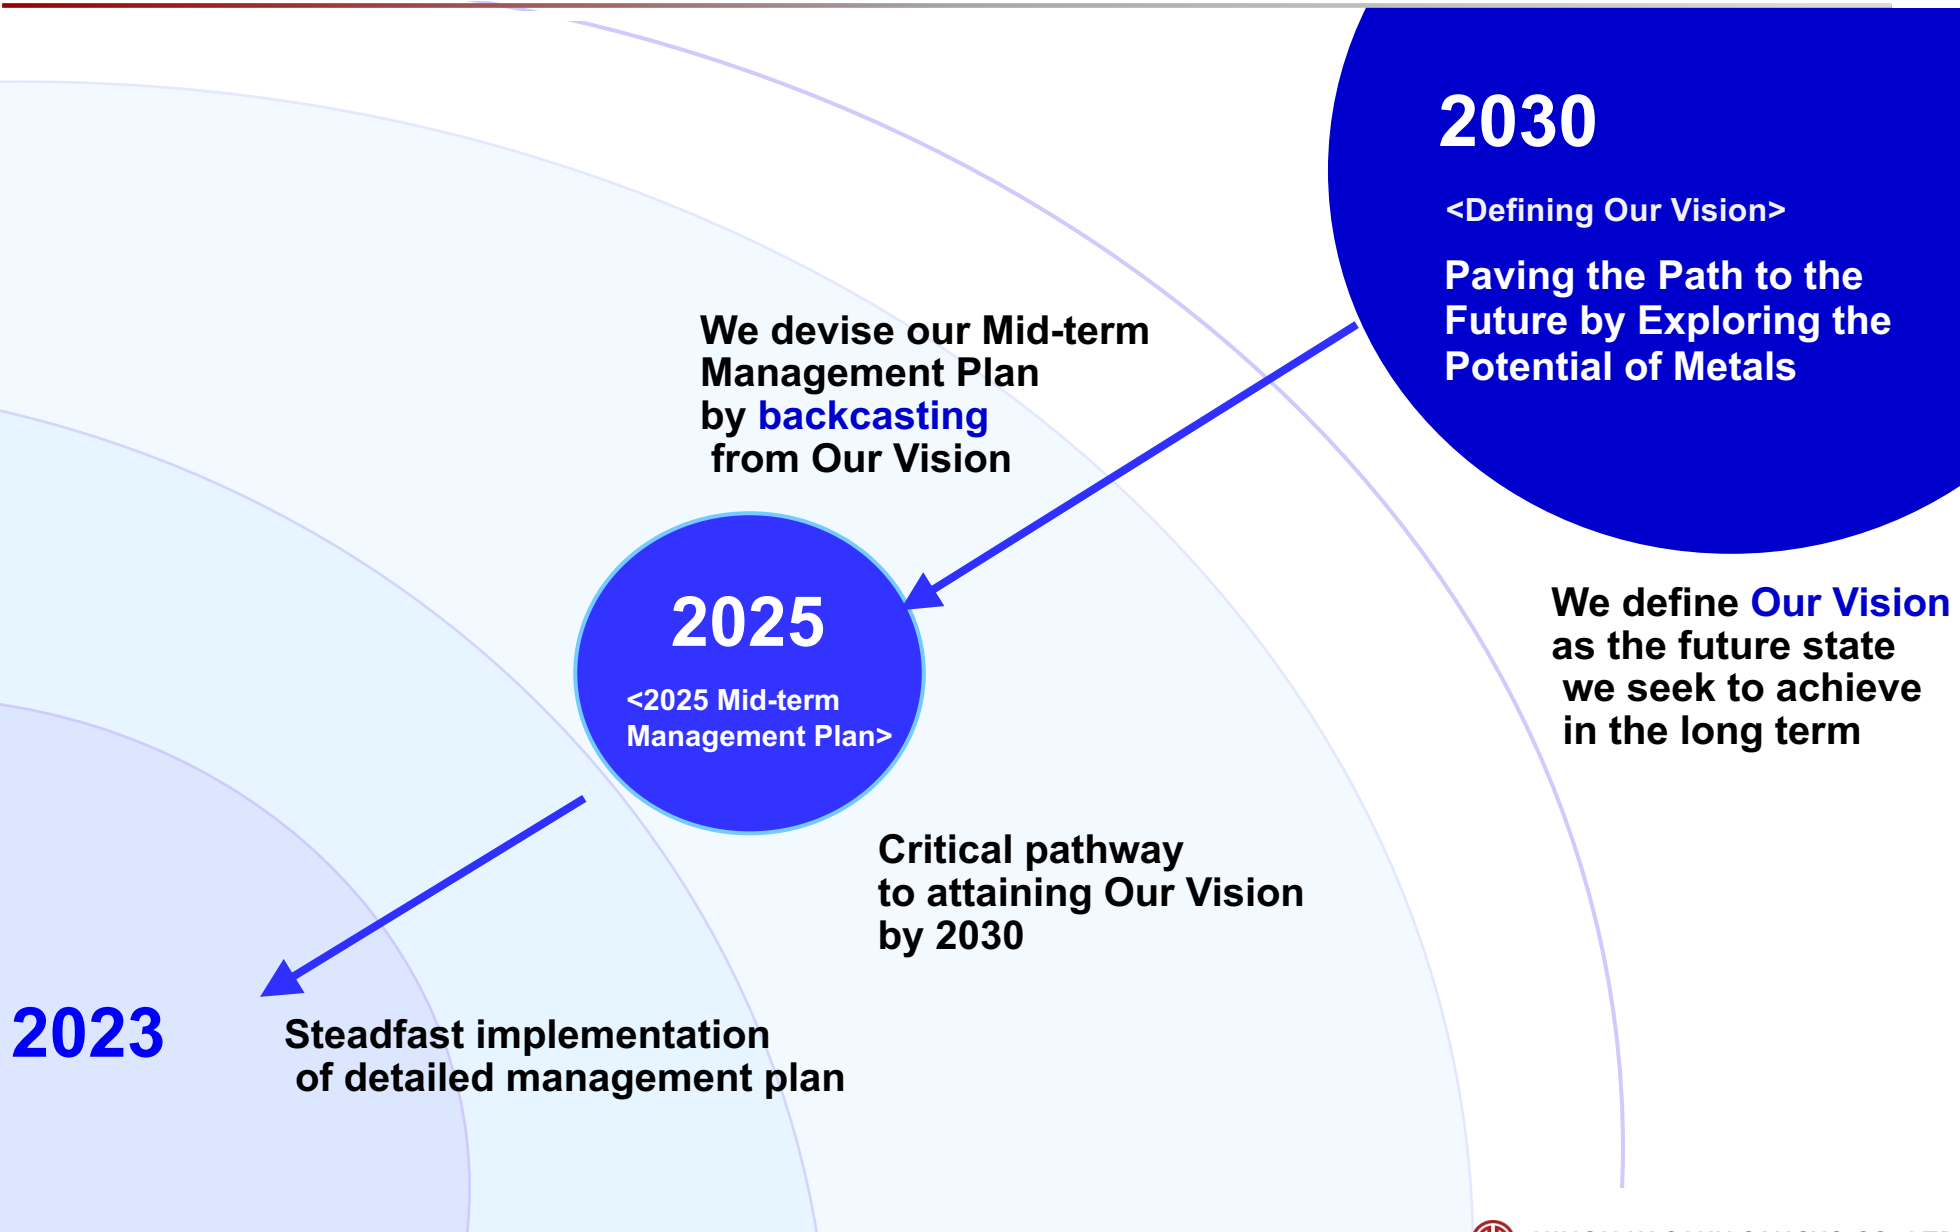 2030
<Defining Our Vision>
Paving the Path to the
Future by Exploring the
Potential of Metals
We devise our Mid-term
Management Plan
by backcasting
from Our Vision
2025
<2025 Mid-term
Management Plan>
We define Our Vision
as the future state
we seek to achieve
in the long term
Critical pathway
to attaining Our Vision
by 2030
2023
Steadfast implementation
of detailed management plan